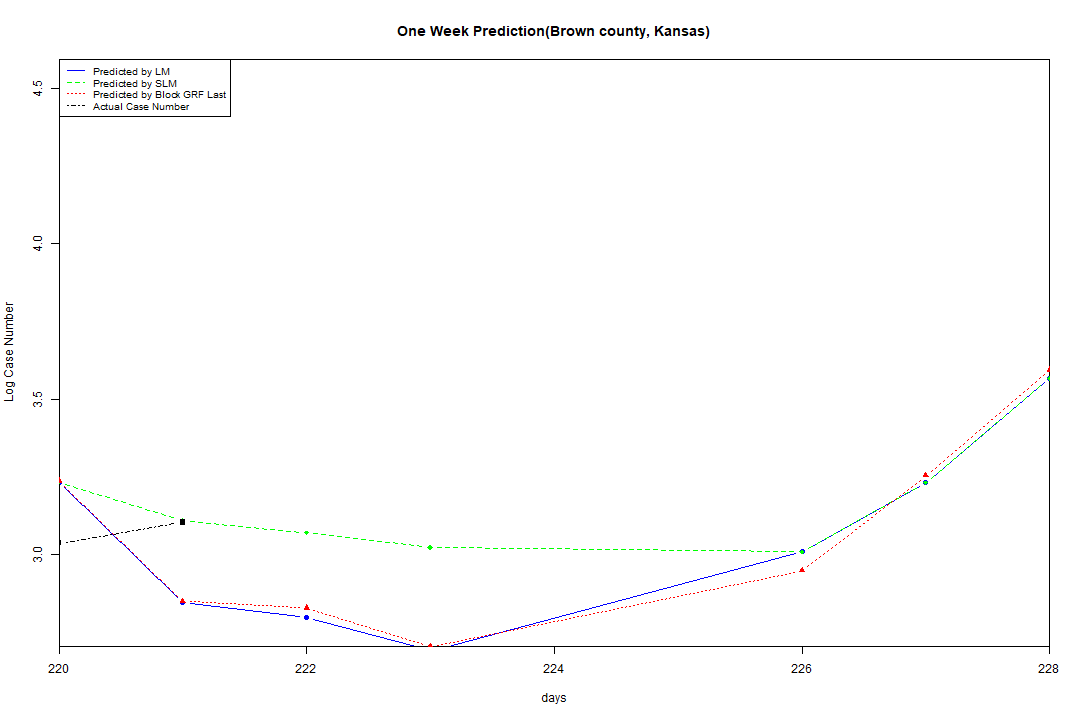 One Week Prediction(Brown county, Kansas)
Predicted by LM
Predicted by SLM
Predicted by Block GRF Last
Actual Case Number
4.5
4.0
3.5
3.0
Log Case Number
220 222 224 226 228
days